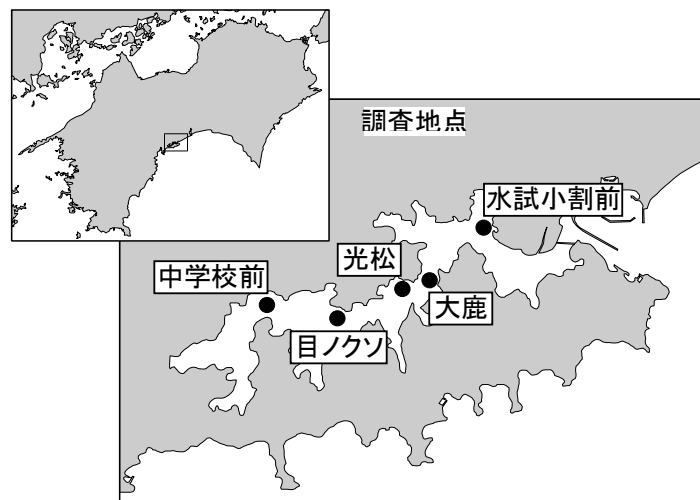 調査地点
水試小割前
光松
中学校前
大鹿
目ノクソ